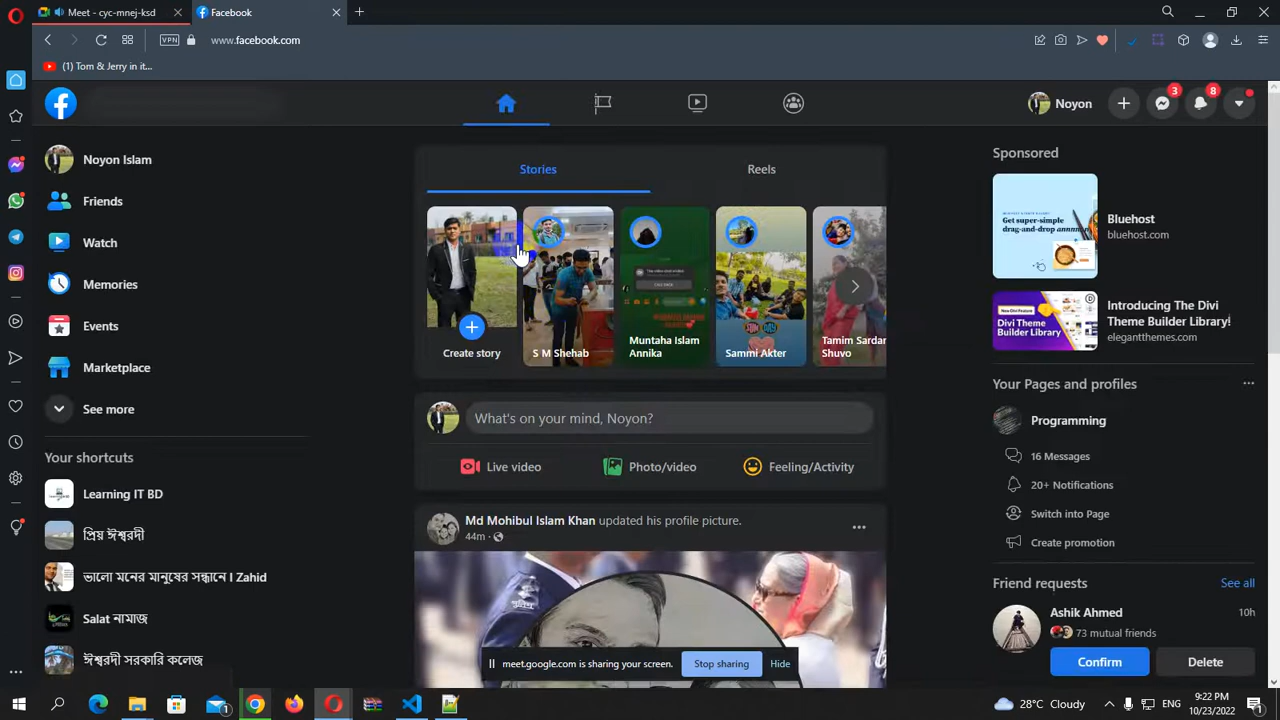 Meet - cyc-mnej-ksd
Facebook
VPN
www.facebook.com
(1) Tom & Jerry in it...
Noyon
3
8
Noyon Islam
Friends
Watch
Memories
Events
Marketplace
See more
Your shortcuts
Learning IT BD
প্রিয় ঈশ্বরদী
ভালো মনের মানুষের সন্ধানে I Zahid
Salat নামাজ
ঈশ্বরদী সরকারি কলেজ
Stories
Reels
Create story
S M Shehab
Muntaha Islam
Annika
Sammi Akter
Tamim Sardar
Shuvo
What's on your mind, Noyon?
Live video
Photo/video
Feeling/Activity
Md Mohibul Islam Khan updated his profile picture.
44m
meet.google.com is sharing your screen.
Stop sharing
Hide
Sponsored
Get super-simple
drag-and-drop
Bluehost
bluehost.com
Divi Theme
Builder Library
Introducing The Divi
Theme Builder Library!
elegantthemes.com
Your Pages and profiles
Programming
16 Messages
20+ Notifications
Switch into Page
Create promotion
Friend requests
See all
Ashik Ahmed
10h
73 mutual friends
Confirm
Delete
1
28°C Cloudy
ENG
9:22 PM
10/23/2022
1